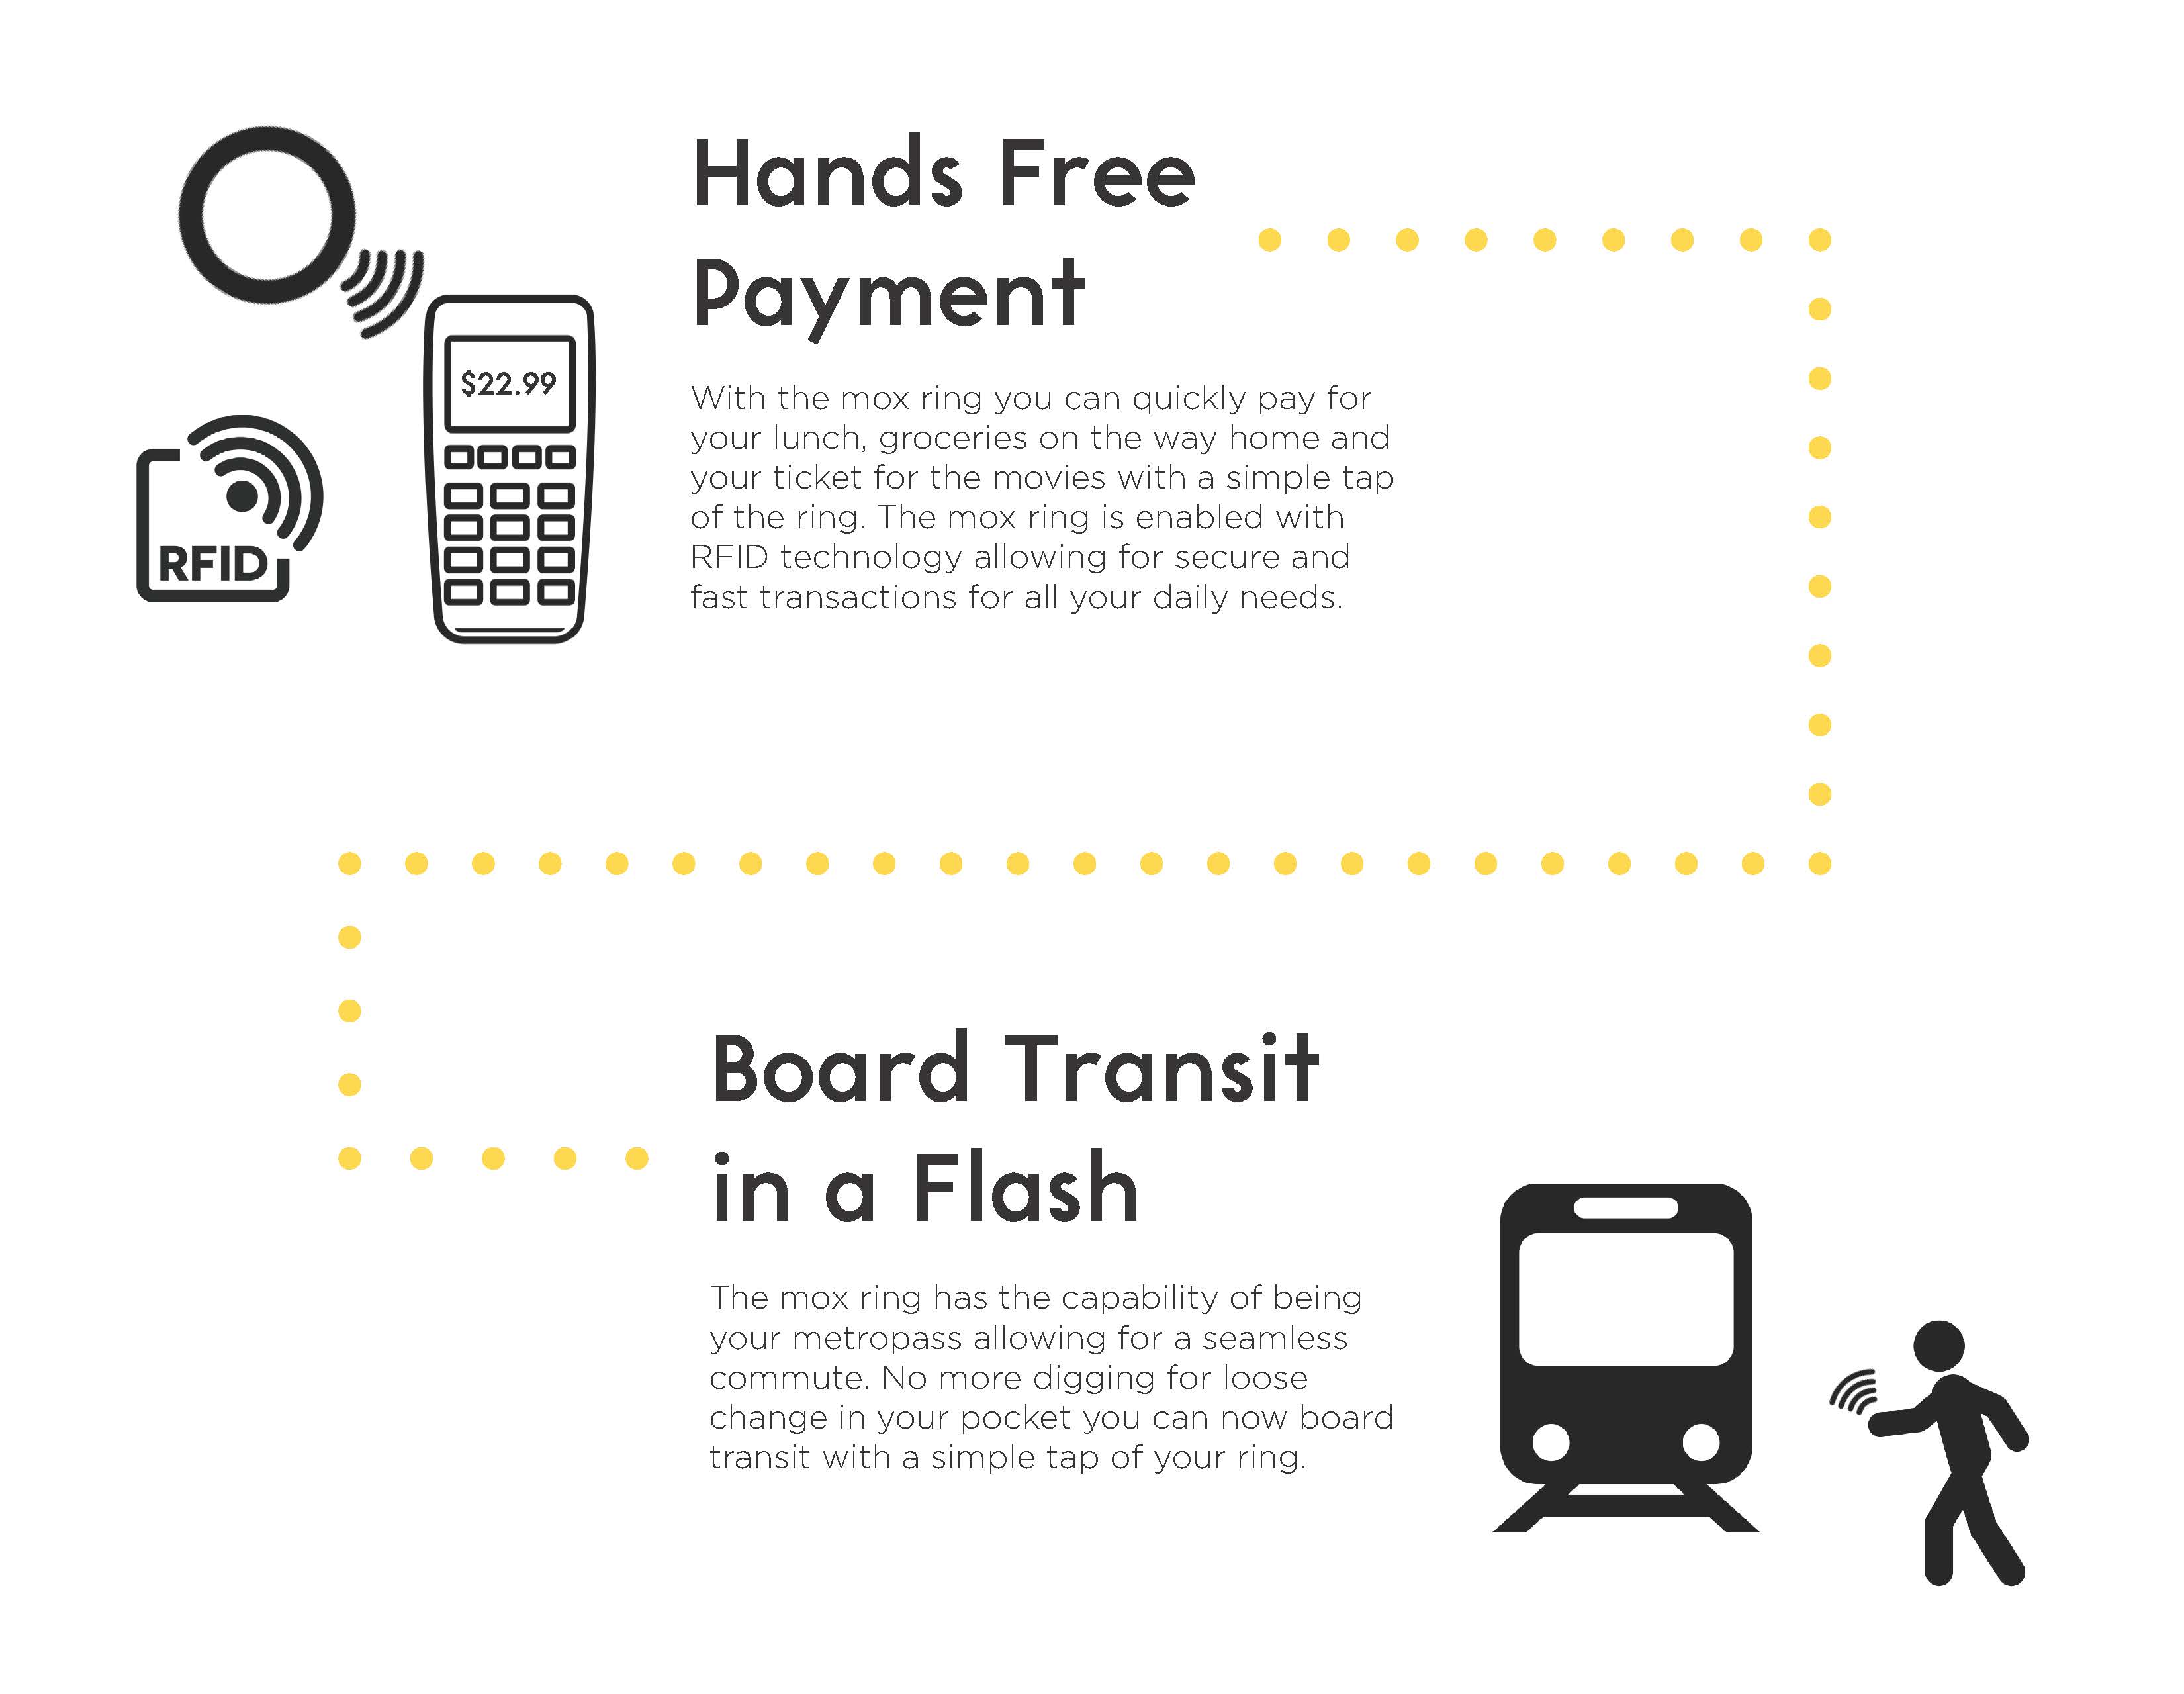 Hands Free
Payment
$22.99
RFID
With the mox ring you can quickly pay for
your lunch, groceries on the way home and
your ticket for the movies with a simple tap
of the ring. The mox ring is enabled with
RFID technology allowing for secure and
fast transactions for all your daily needs.
Board Transit
in a Flash
The mox ring has the capability of being
your metropass allowing for a seamless
commute. No more digging for loose
change in your pocket you can now board
transit with a simple tap of your ring.